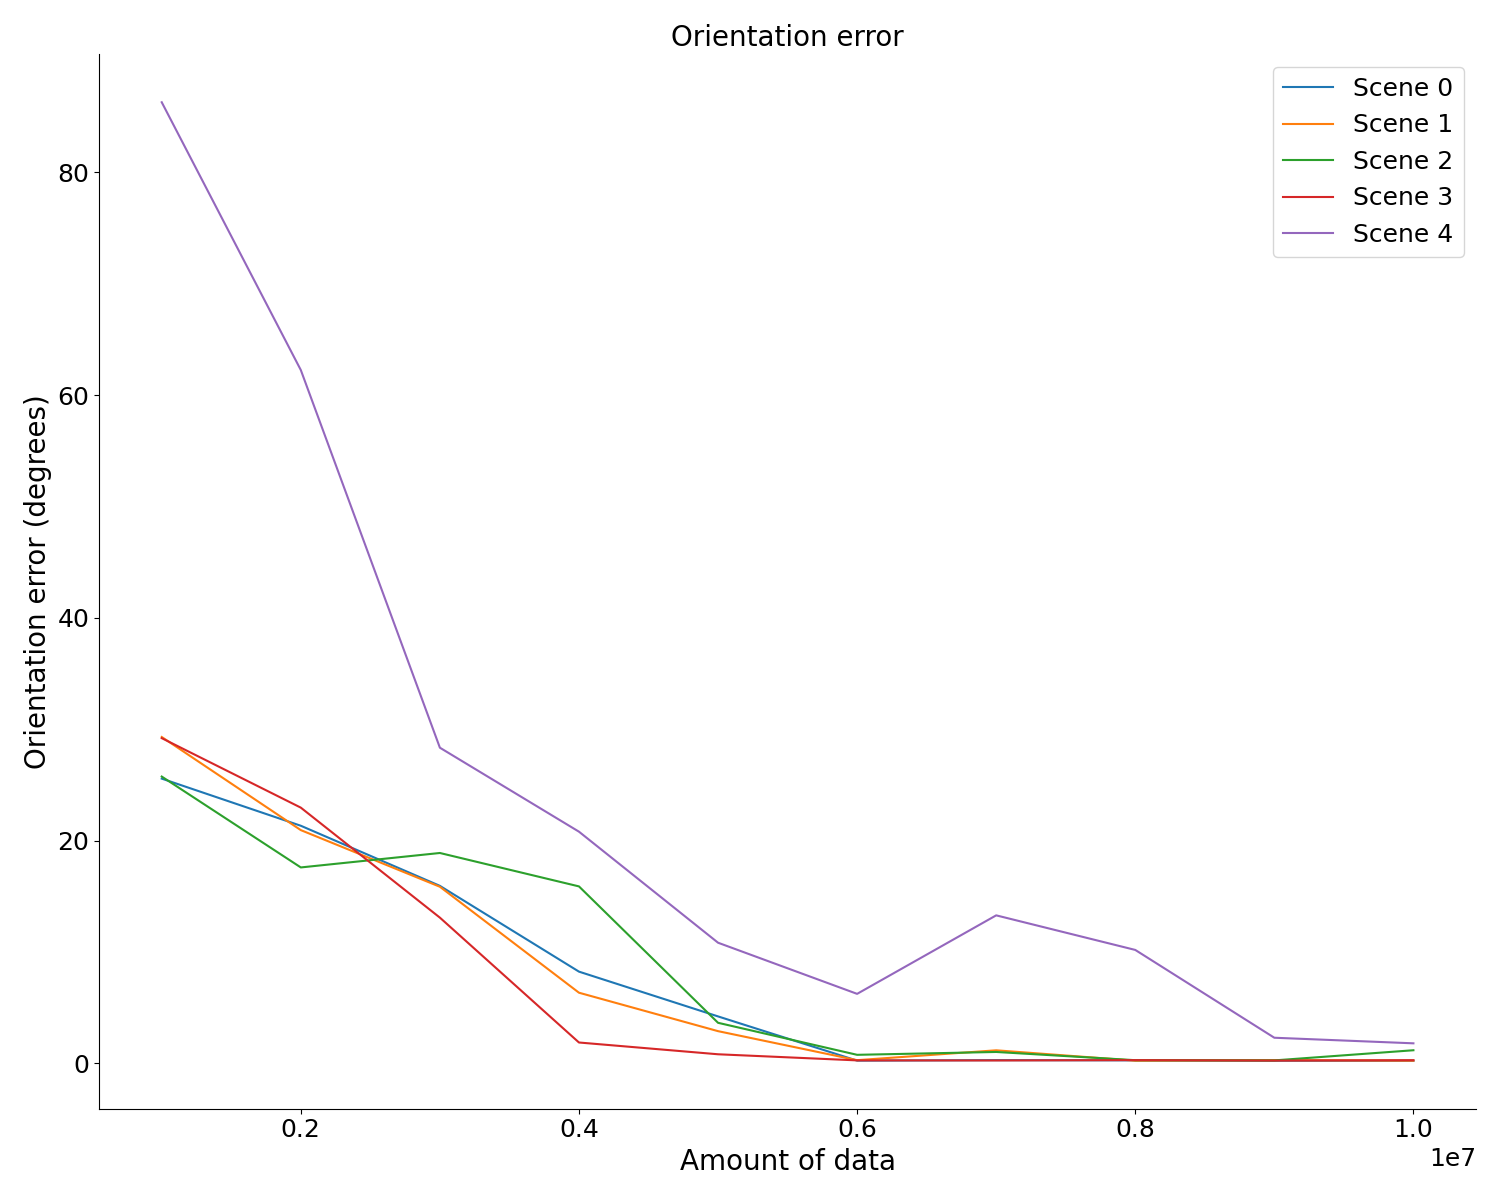 Orientation error
Scene 0
Scene 1
Scene 2
Scene 3
Scene 4
Orientation error (degrees)
80
60
40
20
0
0.2 0.4 0.6 0.8 1.0
1e7
Amount of data